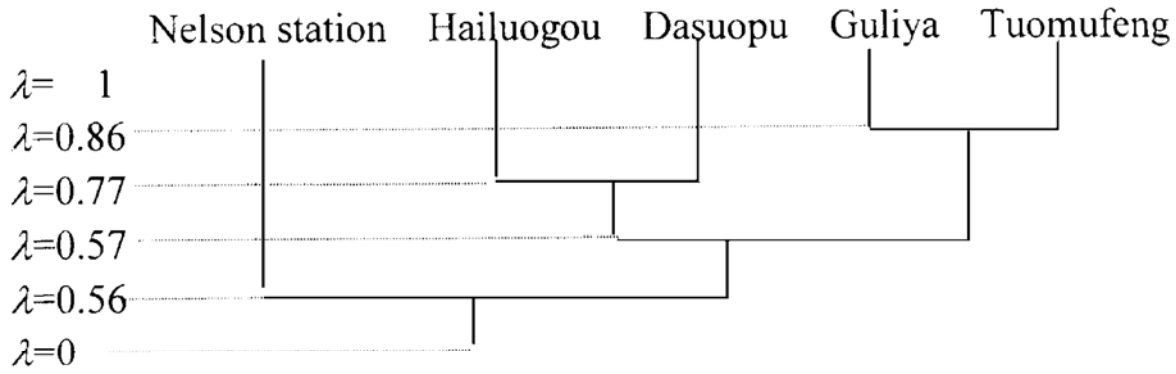 Nelson station Hailuogou Dasuopu Guliya Tuomufeng
λ= 1
λ=0.86
λ=0.77
λ=0.57
λ=0.56
λ=0